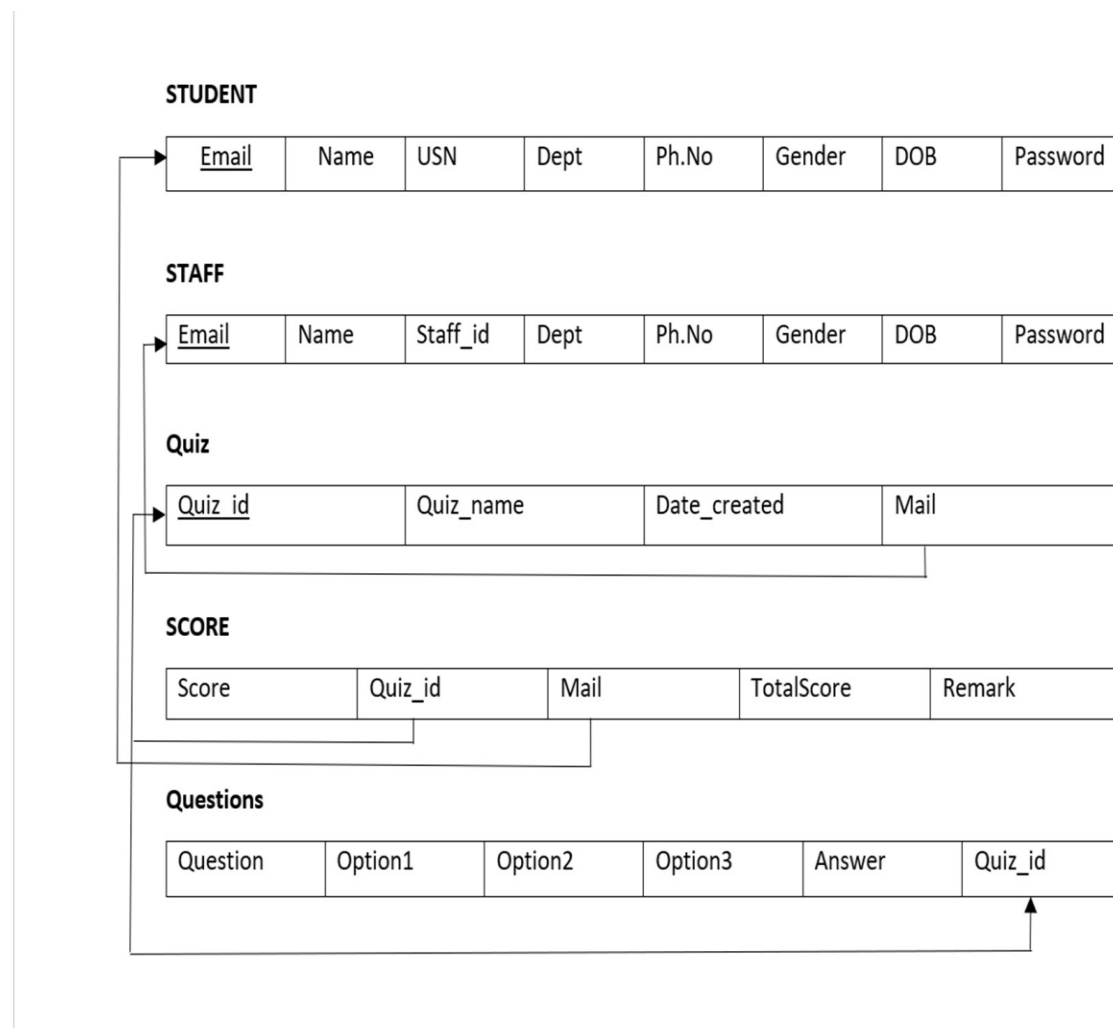 STUDENT
Email Name USN Dept Ph.No Gender DOB Password
STAFF
Email Name Staff_id Dept Ph.No Gender DOB Password
Quiz
Quiz_id Quiz_name Date_created Mail
SCORE
Score Quiz_id Mail TotalScore Remark
Questions
Question Option1 Option2 Option3 Answer Quiz_id